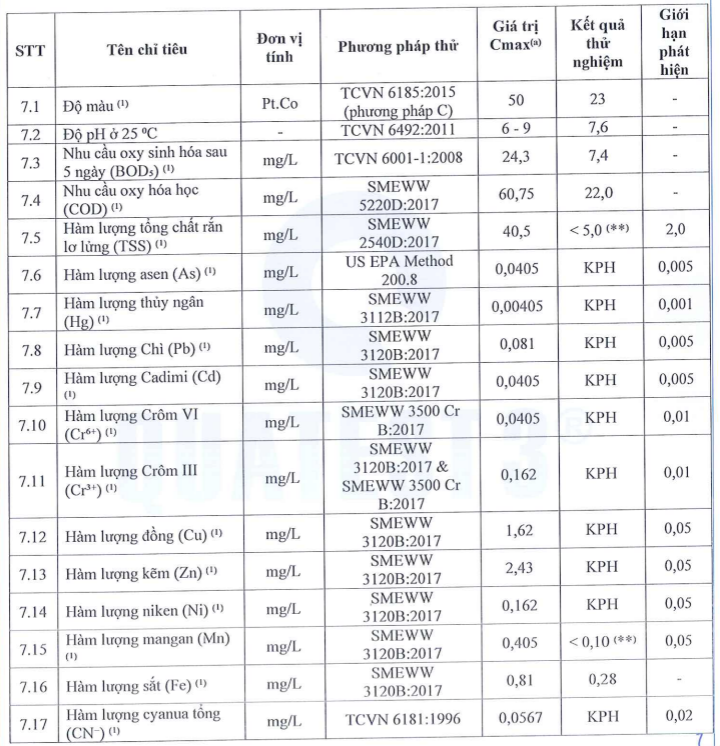 STT Tên chỉ tiêu Đơn vị tính Phương pháp thử Giá trị Cmax(a) Kết quả thử nghiệm Giới hạn phát hiện
7.1 Độ màu (1) Pt.Co TCVN 6185:2015 (phương pháp C) 50 23 -
7.2 Độ pH ở 25 ⁰C - TCVN 6492:2011 6 - 9 7,6 -
7.3 Nhu cầu oxy sinh hóa sau 5 ngày (BOD₅) (1) mg/L TCVN 6001-1:2008 24,3 7,4 -
7.4 Nhu cầu oxy hóa học (COD) (1) mg/L SMEWW 5220D:2017 60,75 22,0 -
7.5 Hàm lượng tổng chất rắn lơ lửng (TSS) (1) mg/L SMEWW 2540D:2017 40,5 < 5,0 (**) 2,0
7.6 Hàm lượng asen (As) (1) mg/L US EPA Method 200.8 0,0405 KPH 0,005
7.7 Hàm lượng thủy ngân (Hg) (1) mg/L SMEWW 3112B:2017 0,00405 KPH 0,001
7.8 Hàm lượng Chì (Pb) (1) mg/L SMEWW 3120B:2017 0,081 KPH 0,005
7.9 Hàm lượng Cadimi (Cd) (1) mg/L SMEWW 3120B:2017 0,0405 KPH 0,005
7.10 Hàm lượng Crôm VI (Cr⁶⁺) (1) mg/L SMEWW 3500 Cr B:2017 0,0405 KPH 0,01
7.11 Hàm lượng Crôm III (Cr³⁺) (1) mg/L SMEWW 3120B:2017 & SMEWW 3500 Cr B:2017 0,162 KPH 0,01
7.12 Hàm lượng đồng (Cu) (1) mg/L SMEWW 3120B:2017 1,62 KPH 0,05
7.13 Hàm lượng kẽm (Zn) (1) mg/L SMEWW 3120B:2017 2,43 KPH 0,05
7.14 Hàm lượng niken (Ni) (1) mg/L SMEWW 3120B:2017 0,162 KPH 0,05
7.15 Hàm lượng mangan (Mn) (1) mg/L SMEWW 3120B:2017 0,405 < 0,10 (**) 0,05
7.16 Hàm lượng sắt (Fe) (1) mg/L SMEWW 3120B:2017 0,81 0,28 -
7.17 Hàm lượng cyanua tổng (CN⁻) (1) mg/L TCVN 6181:1996 0,0567 KPH 0,02
QUATEST3®